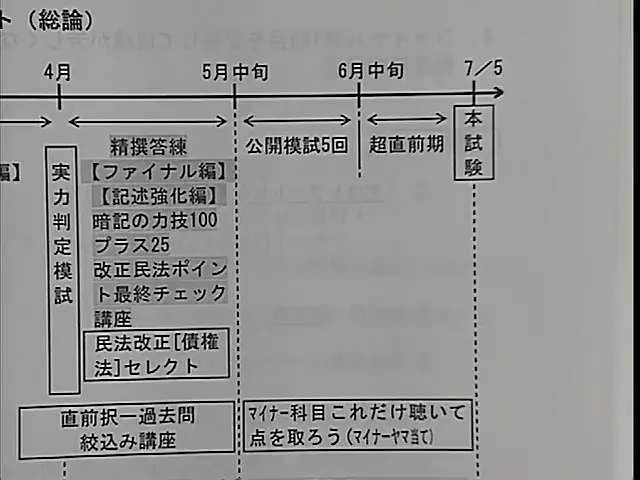 ト（総論）
4月
5月中旬
6月中旬
7／5
編】
実力判定模試
精撰答練
【ファイナル編】
【記述強化編】
暗記の力技100
プラス25
改正民法ポイン
ト最終チェック
講座
民法改正[債権
法]セレクト
公開模試5回
超直前期
本試験
直前択一過去問
絞込み講座
マイナー科目これだけ聴いて
点を取ろう（マイナーヤマ当て）